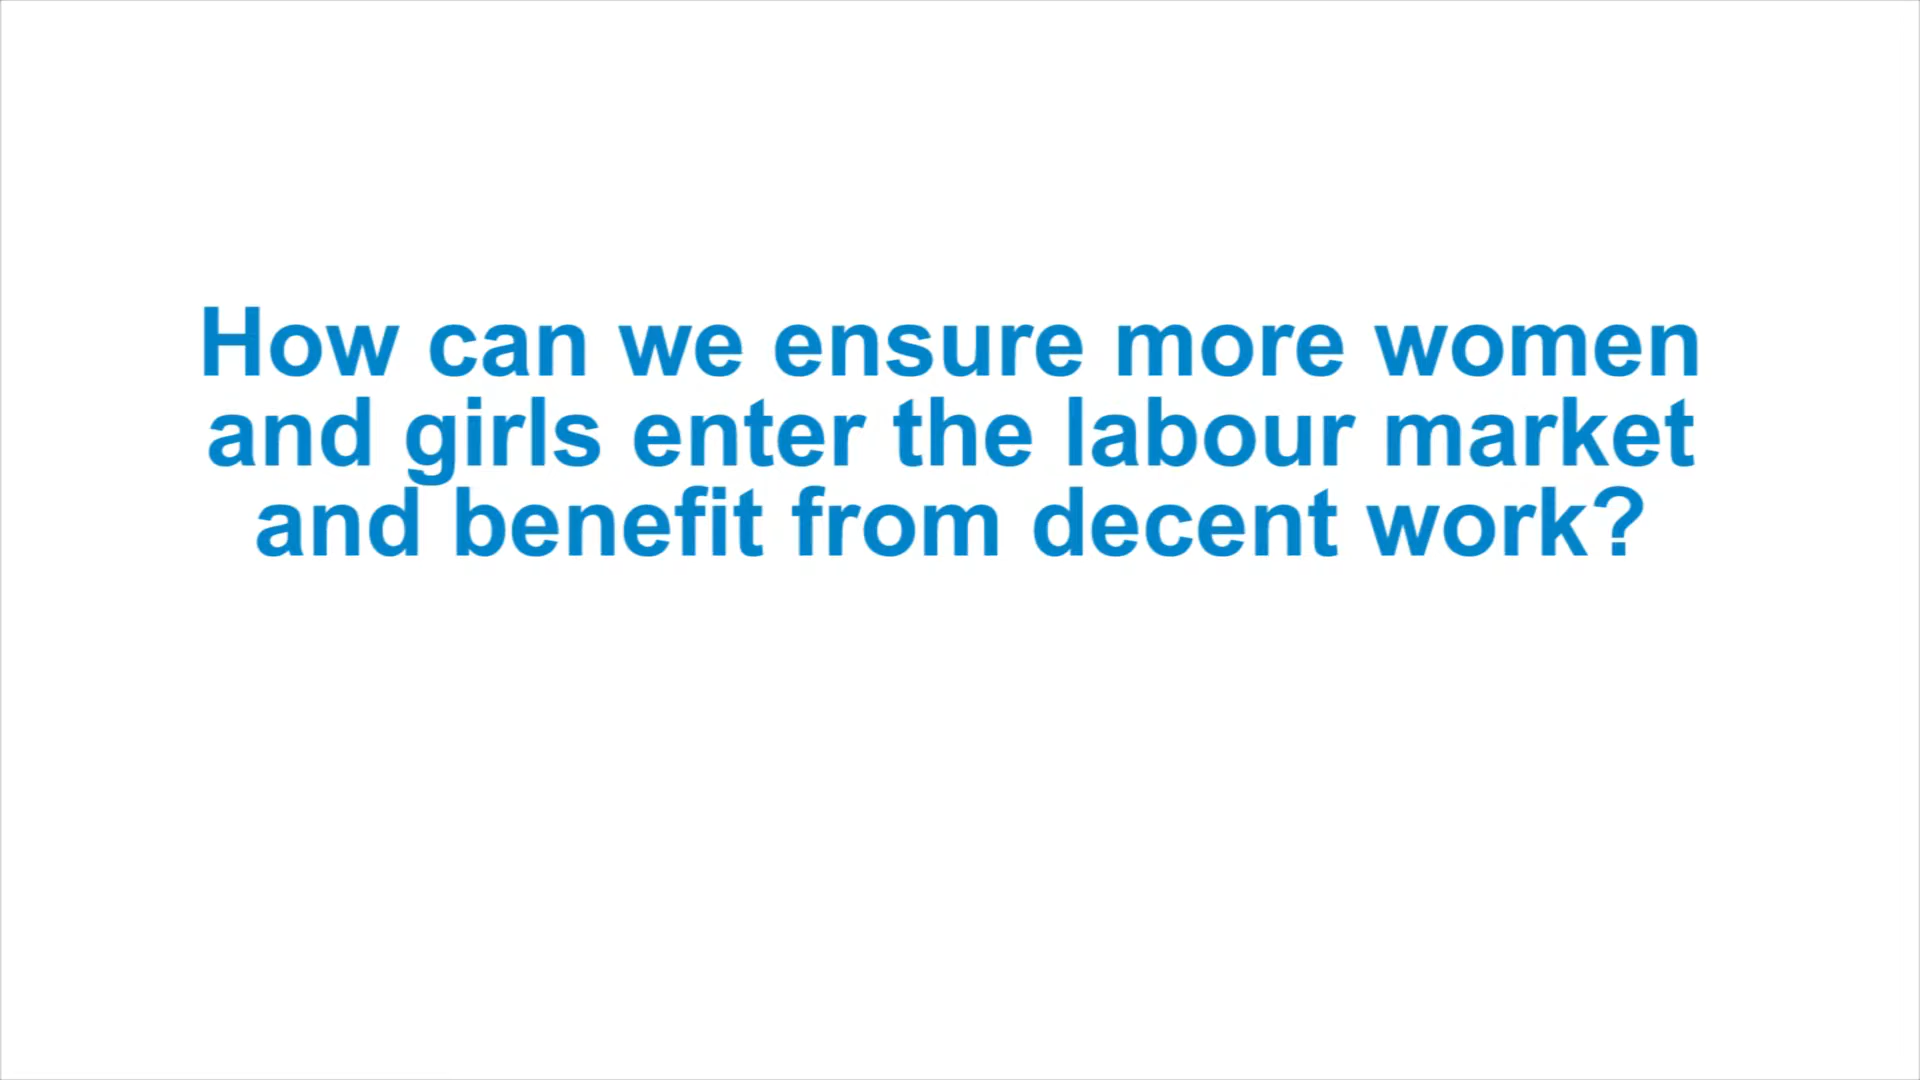 How can we ensure more women
and girls enter the labour market
and benefit from decent work?